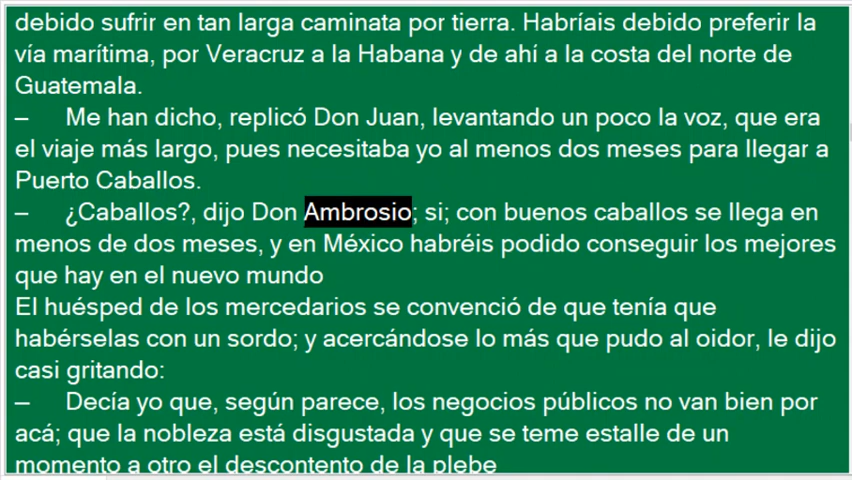 debido sufrir en tan larga caminata por tierra. Habríais debido preferir la
vía marítima, por Veracruz a la Habana y de ahí a la costa del norte de
Guatemala.
– Me han dicho, replicó Don Juan, levantando un poco la voz, que era
el viaje más largo, pues necesitaba yo al menos dos meses para llegar a
Puerto Caballos.
– ¿Caballos?, dijo Don Ambrosio; si; con buenos caballos se llega en
menos de dos meses, y en México habréis podido conseguir los mejores
que hay en el nuevo mundo
El huésped de los mercedarios se convenció de que tenía que
habérselas con un sordo; y acercándose lo más que pudo al oidor, le dijo
casi gritando:
– Decía yo que, según parece, los negocios públicos no van bien por
acá; que la nobleza está disgustada y que se teme estalle de un
momento a otro el descontento de la plebe